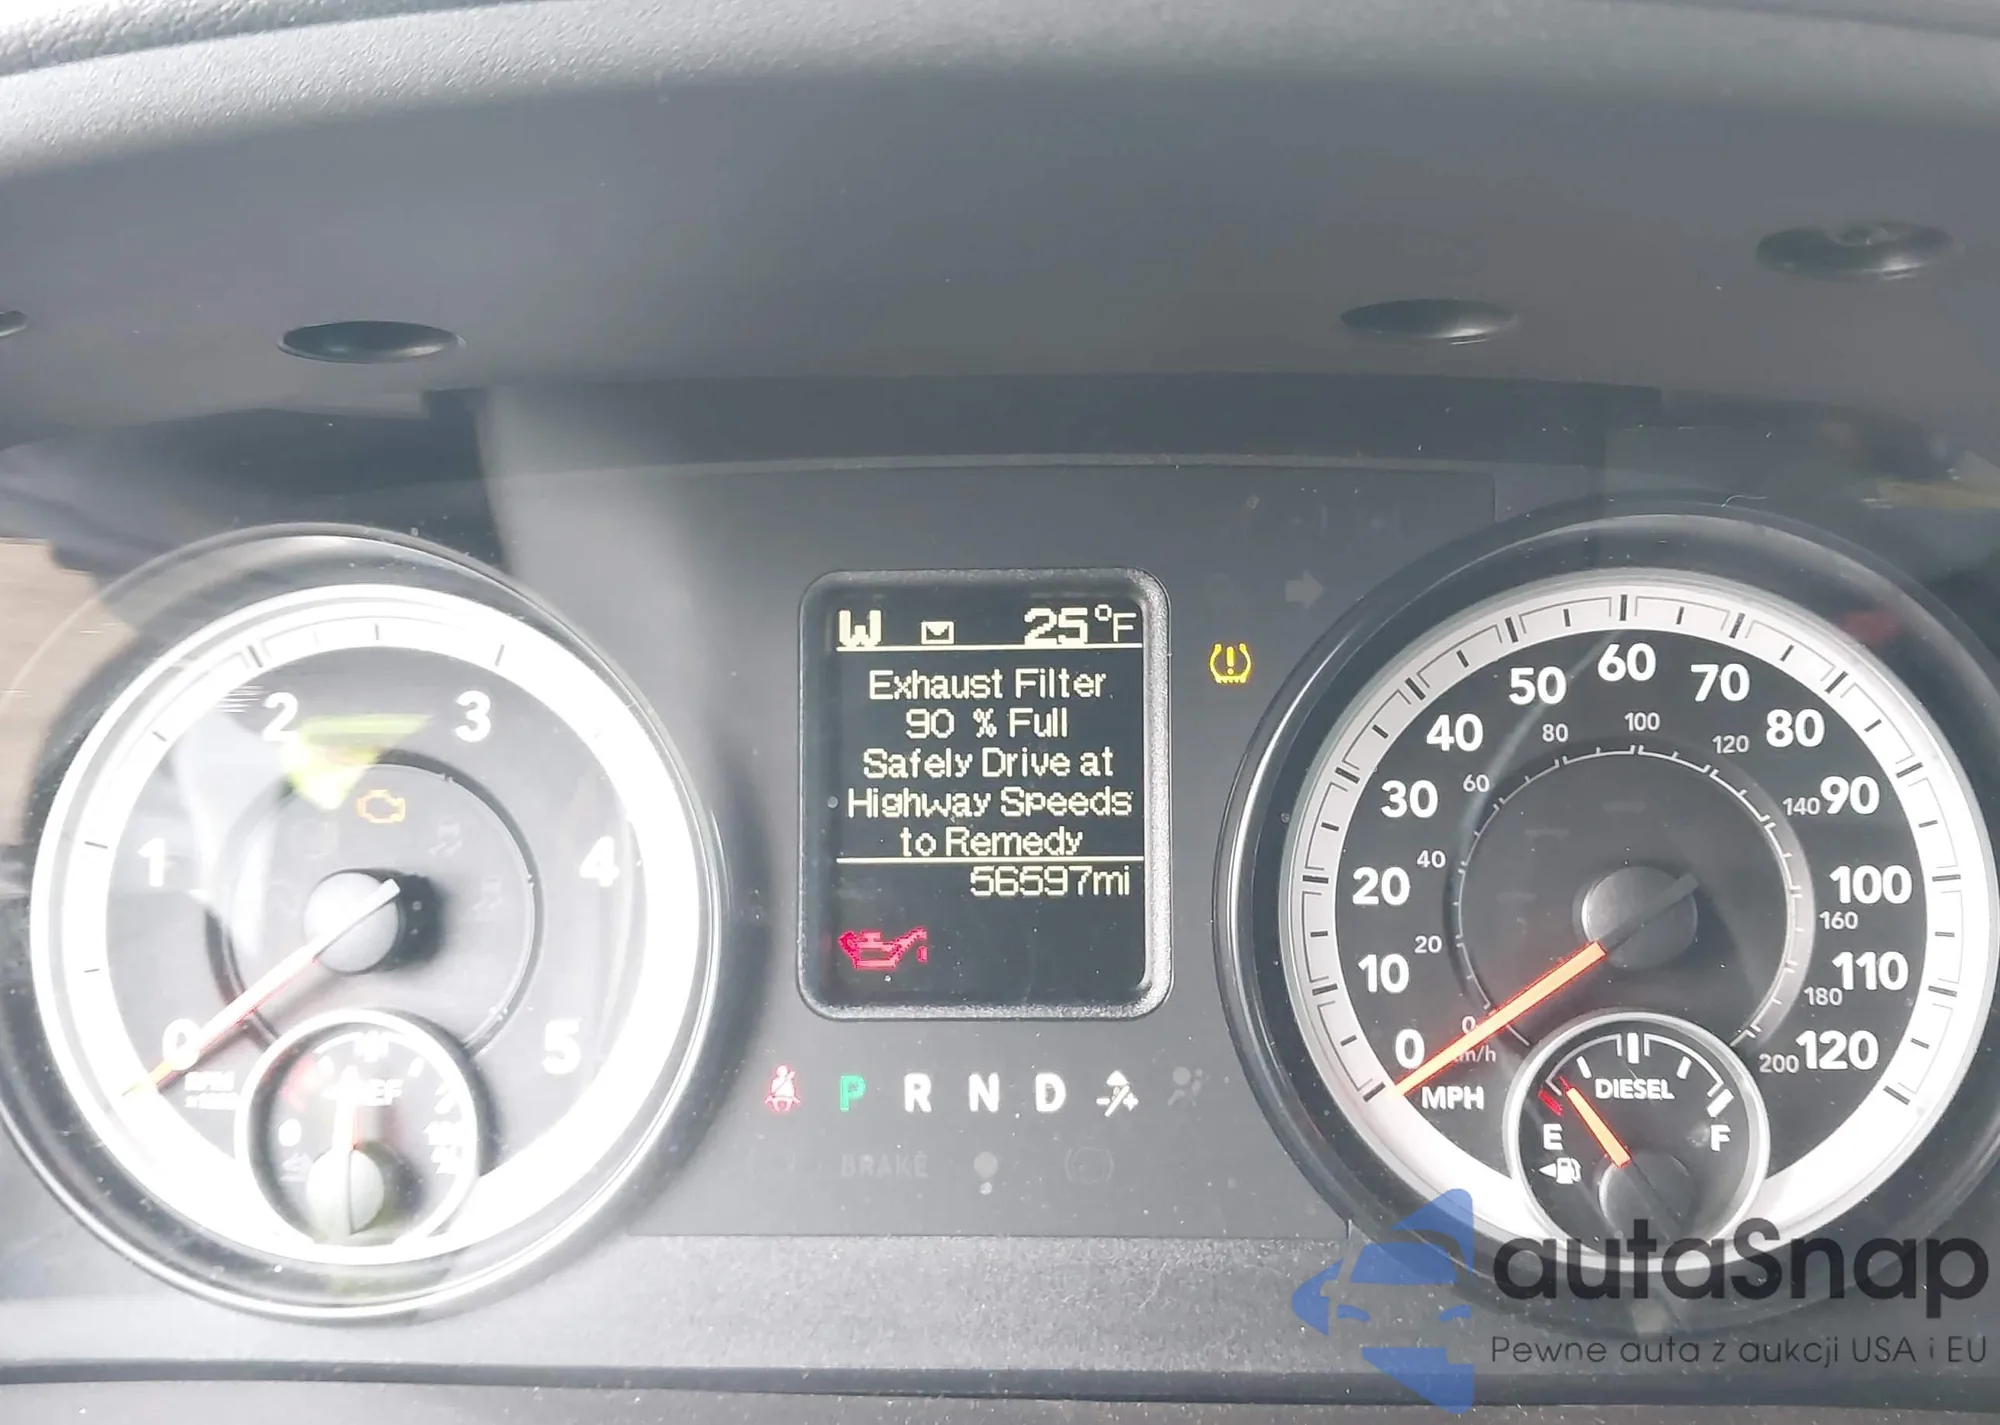 W 25°F
Exhaust Filter
90 % Full
Safely Drive at
Highway Speeds
to Remedy
56597mi
P R N D
BRAKE
0 1 2 3 4 5
RPM
DEF
0 10 20 30 40 50 60 70 80 90 100 110 120
MPH
0 20 40 60 80 100 120 140 160 180 200
km/h
DIESEL
E F
autaSnap
Pewne auta z aukcji USA i EU